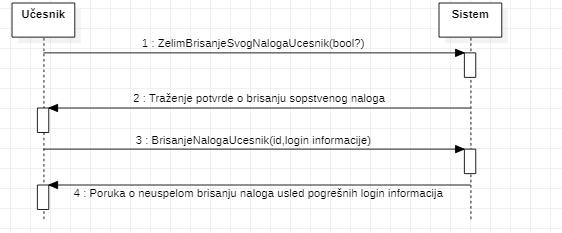 Učesnik
Sistem
1 : ZelimBrisanjeSvogNalogaUcesnik(bool?)
2 : Traženje potvrde o brisanju sopstvenog naloga
3 : BrisanjeNalogaUcesnik(id,login informacije)
4 : Poruka o neuspelom brisanju naloga usled pogrešnih login informacija